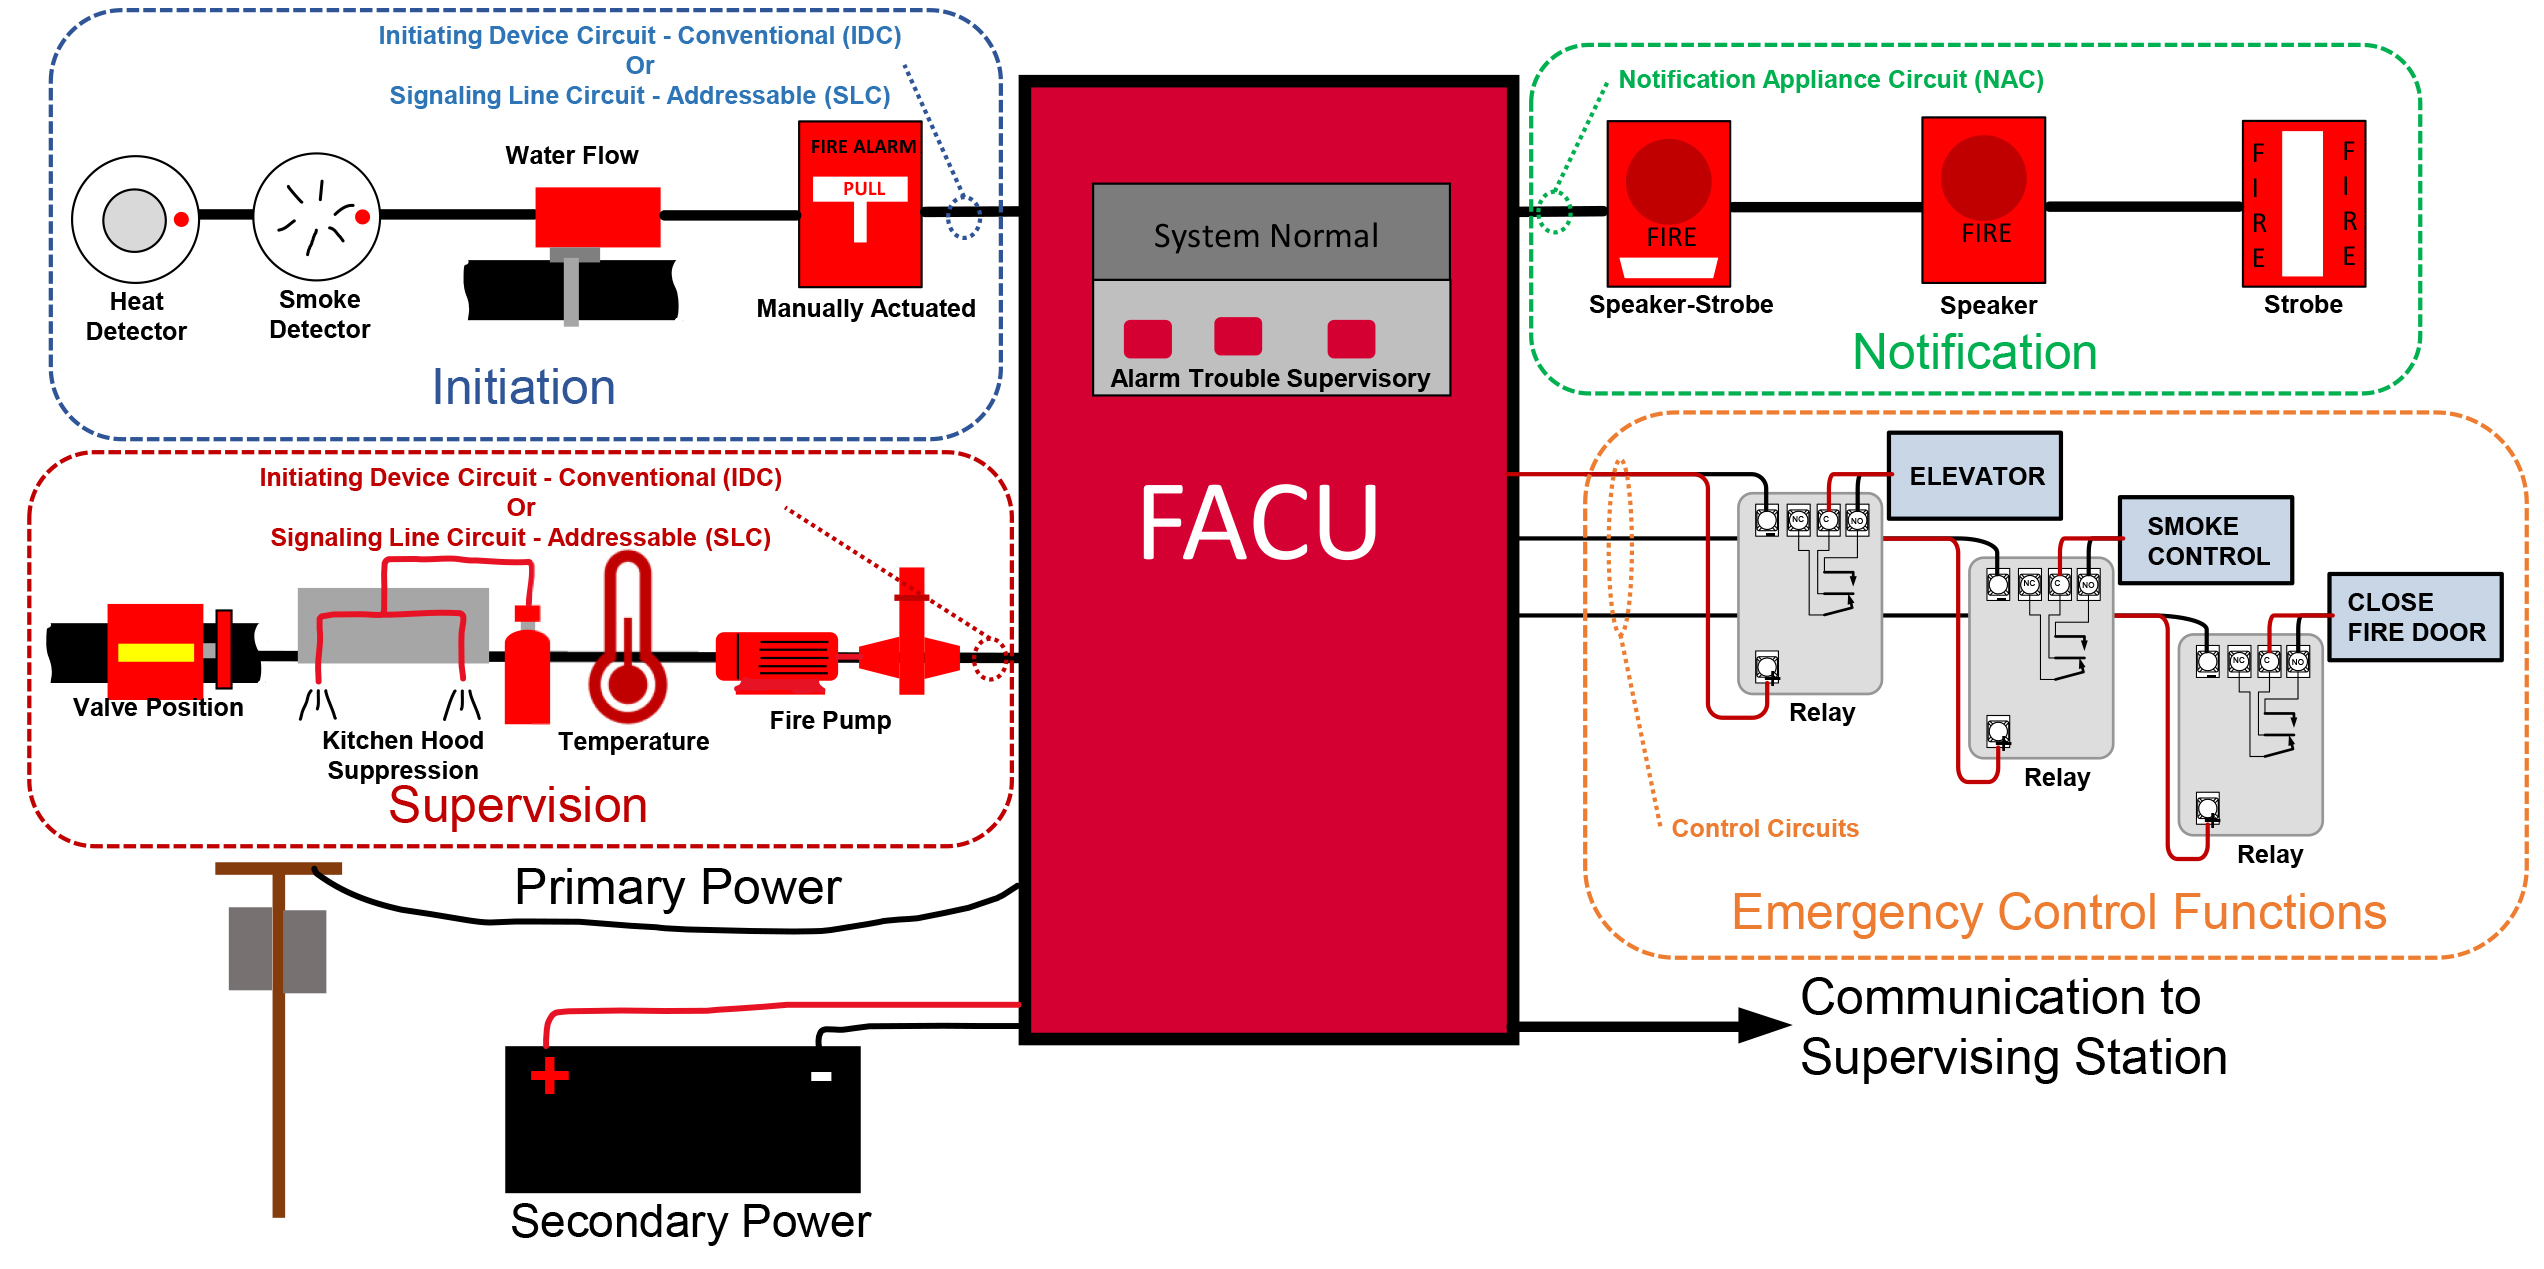 Initiating Device Circuit - Conventional (IDC)
Or
Signaling Line Circuit - Addressable (SLC)
Water Flow
FIRE ALARM
PULL
Heat
Detector
Smoke
Detector
Manually Actuated
Initiation
Initiating Device Circuit - Conventional (IDC)
Or
Signaling Line Circuit - Addressable (SLC)
Valve Position
Kitchen Hood
Suppression
Temperature
Fire Pump
Supervision
Primary Power
+
-
Secondary Power
System Normal
Alarm Trouble Supervisory
FACU
Notification Appliance Circuit (NAC)
FIRE
FIRE
F
I
R
E
F
I
R
E
Speaker-Strobe
Speaker
Strobe
Notification
ELEVATOR
- NC C NO
+
Relay
SMOKE
CONTROL
- NC C NO
+
Relay
CLOSE
FIRE DOOR
- NC C NO
+
Relay
Control Circuits
Emergency Control Functions
Communication to
Supervising Station